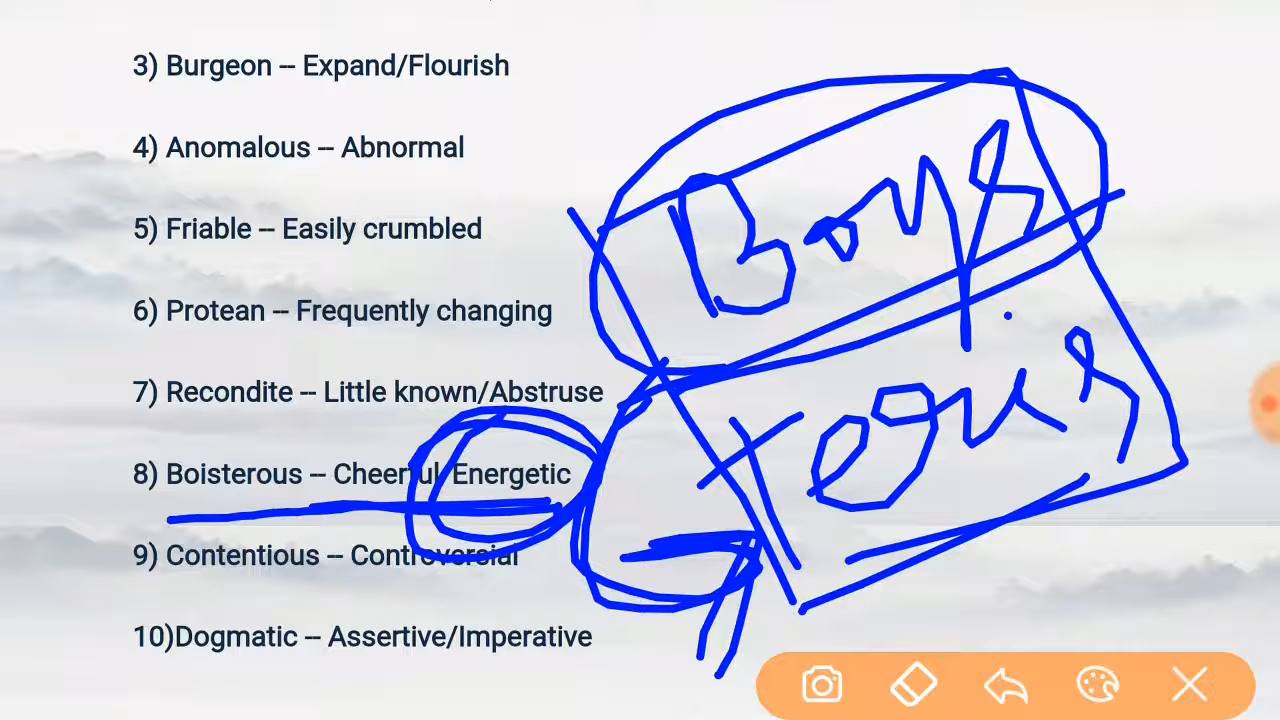 3) Burgeon -- Expand/Flourish
4) Anomalous -- Abnormal
5) Friable -- Easily crumbled
6) Protean -- Frequently changing
7) Recondite -- Little known/Abstruse
8) Boisterous -- Cheerful/Energetic
9) Contentious -- Controversial
10)Dogmatic -- Assertive/Imperative
Boys